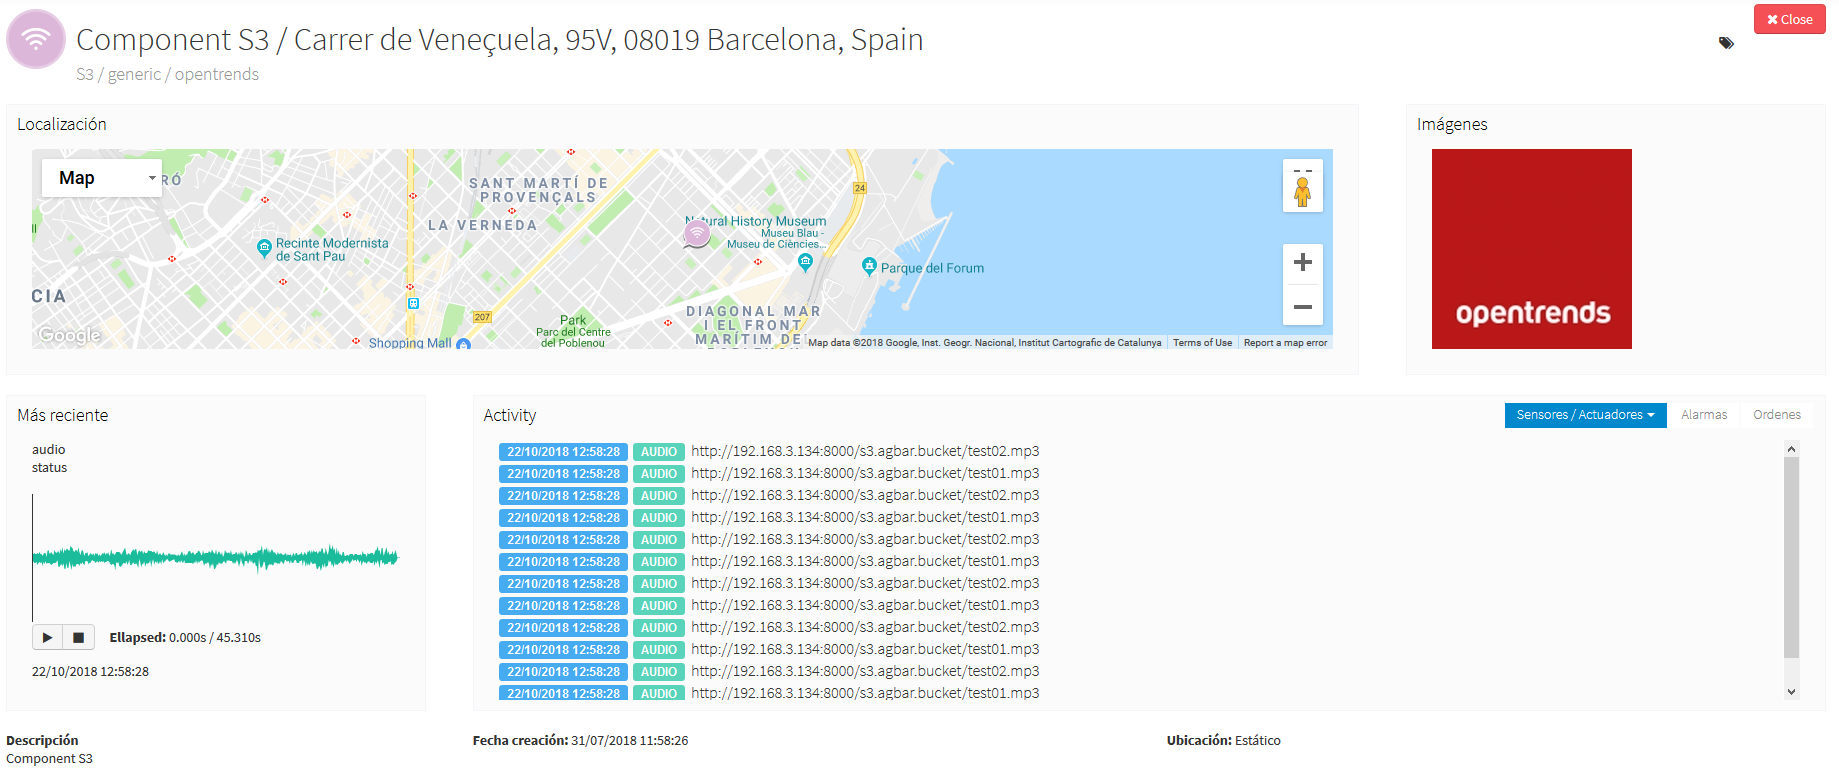 Component S3 / Carrer de Veneçuela, 95V, 08019 Barcelona, Spain
Close
S3 / generic / opentrends
Localización
Map
RÓ
SANT MARTÍ DE
PROVENÇALS
LA VERNEDA
Recinte Modernista
de Sant Pau
Natural History Museum
Museu Blau -
Museu de Ciències...
24
Parque del Forum
CIA
207
Park
Parc del Centre
del Poblenou
DIAGONAL MAR
I EL FRONT
MARÍTIM DE
Shopping Mall
Google
Map data ©2018 Google, Inst. Geogr. Nacional, Institut Cartografic de Catalunya
Terms of Use
Report a map error
Imágenes
opentrends
Más reciente
audio
status
Ellapsed: 0.000s / 45.310s
22/10/2018 12:58:28
Activity
Sensores / Actuadores
Alarmas
Ordenes
22/10/2018 12:58:28 AUDIO http://192.168.3.134:8000/s3.agbar.bucket/test02.mp3
22/10/2018 12:58:28 AUDIO http://192.168.3.134:8000/s3.agbar.bucket/test01.mp3
22/10/2018 12:58:28 AUDIO http://192.168.3.134:8000/s3.agbar.bucket/test02.mp3
22/10/2018 12:58:28 AUDIO http://192.168.3.134:8000/s3.agbar.bucket/test01.mp3
22/10/2018 12:58:28 AUDIO http://192.168.3.134:8000/s3.agbar.bucket/test02.mp3
22/10/2018 12:58:28 AUDIO http://192.168.3.134:8000/s3.agbar.bucket/test01.mp3
22/10/2018 12:58:28 AUDIO http://192.168.3.134:8000/s3.agbar.bucket/test02.mp3
22/10/2018 12:58:28 AUDIO http://192.168.3.134:8000/s3.agbar.bucket/test01.mp3
22/10/2018 12:58:28 AUDIO http://192.168.3.134:8000/s3.agbar.bucket/test02.mp3
22/10/2018 12:58:28 AUDIO http://192.168.3.134:8000/s3.agbar.bucket/test01.mp3
22/10/2018 12:58:28 AUDIO http://192.168.3.134:8000/s3.agbar.bucket/test02.mp3
22/10/2018 12:58:28 AUDIO http://192.168.3.134:8000/s3.agbar.bucket/test01.mp3
Descripción
Component S3
Fecha creación: 31/07/2018 11:58:26
Ubicación: Estático